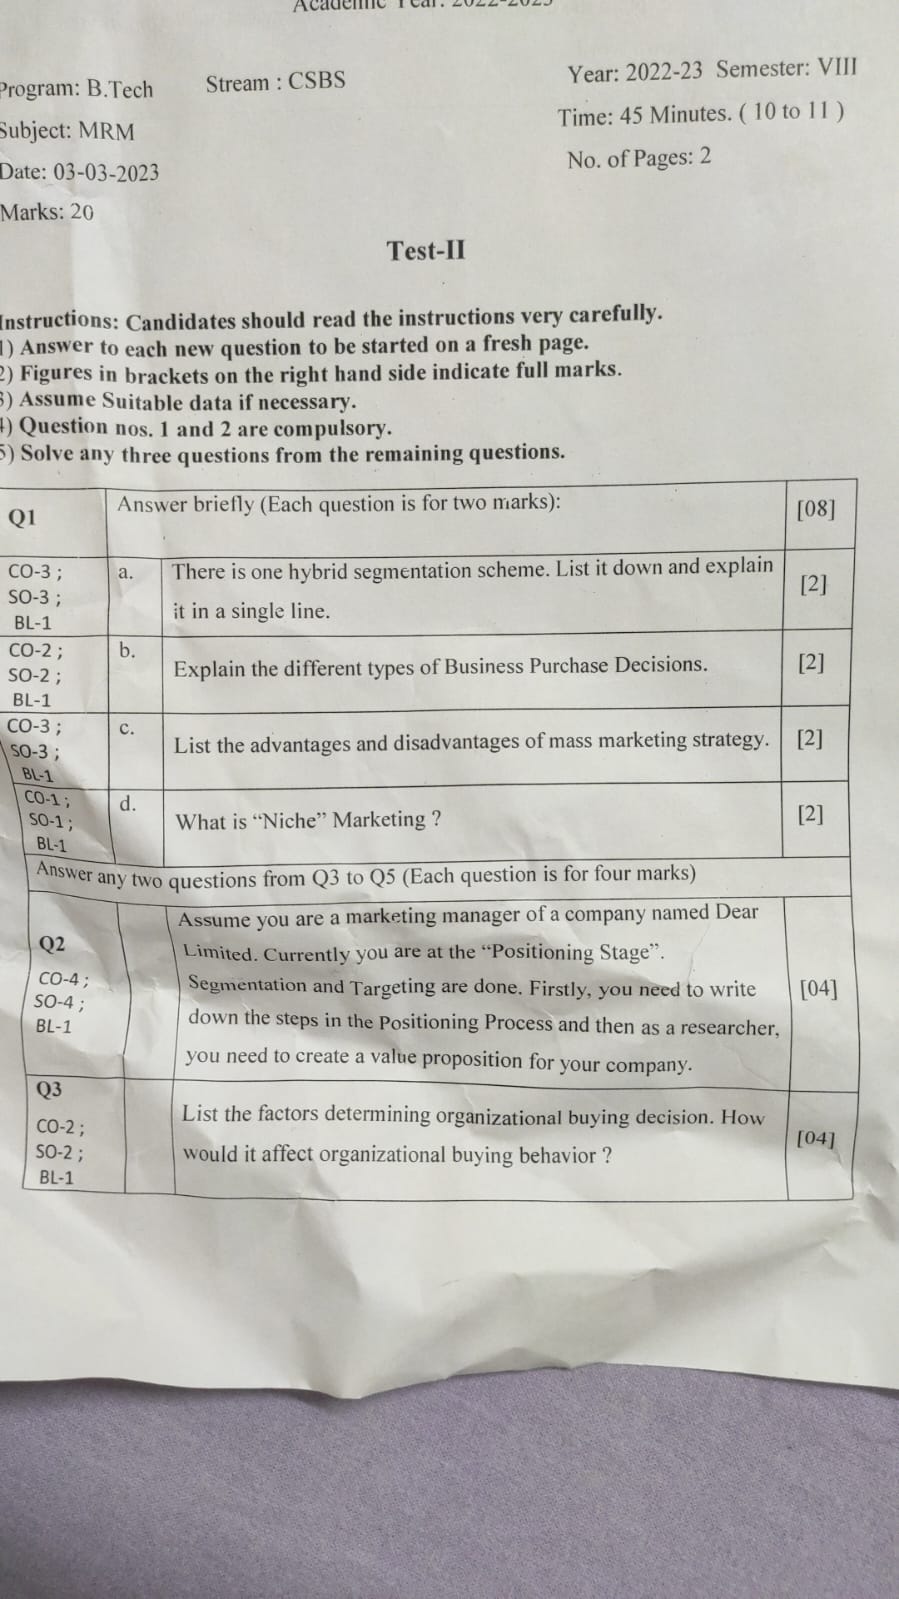 Academic Year: 2022-2023
Program: B.Tech Stream : CSBS Year: 2022-23 Semester: VIII
Subject: MRM Time: 45 Minutes. ( 10 to 11 )
Date: 03-03-2023 No. of Pages: 2
Marks: 20
Test-II
Instructions: Candidates should read the instructions very carefully.
1) Answer to each new question to be started on a fresh page.
2) Figures in brackets on the right hand side indicate full marks.
3) Assume Suitable data if necessary.
4) Question nos. 1 and 2 are compulsory.
5) Solve any three questions from the remaining questions.
Q1 Answer briefly (Each question is for two marks): [08]
CO-3 ; SO-3 ; BL-1 a. There is one hybrid segmentation scheme. List it down and explain
it in a single line. [2]
CO-2 ; SO-2 ; BL-1 b. Explain the different types of Business Purchase Decisions. [2]
CO-3 ; SO-3 ; BL-1 c. List the advantages and disadvantages of mass marketing strategy. [2]
CO-1 ; SO-1 ; BL-1 d. What is “Niche” Marketing ? [2]
Answer any two questions from Q3 to Q5 (Each question is for four marks)
Q2 CO-4 ; SO-4 ; BL-1 Assume you are a marketing manager of a company named Dear
Limited. Currently you are at the “Positioning Stage”.
Segmentation and Targeting are done. Firstly, you need to write [04]
down the steps in the Positioning Process and then as a researcher,
you need to create a value proposition for your company.
Q3 CO-2 ; SO-2 ; BL-1 List the factors determining organizational buying decision. How
would it affect organizational buying behavior ? [04]